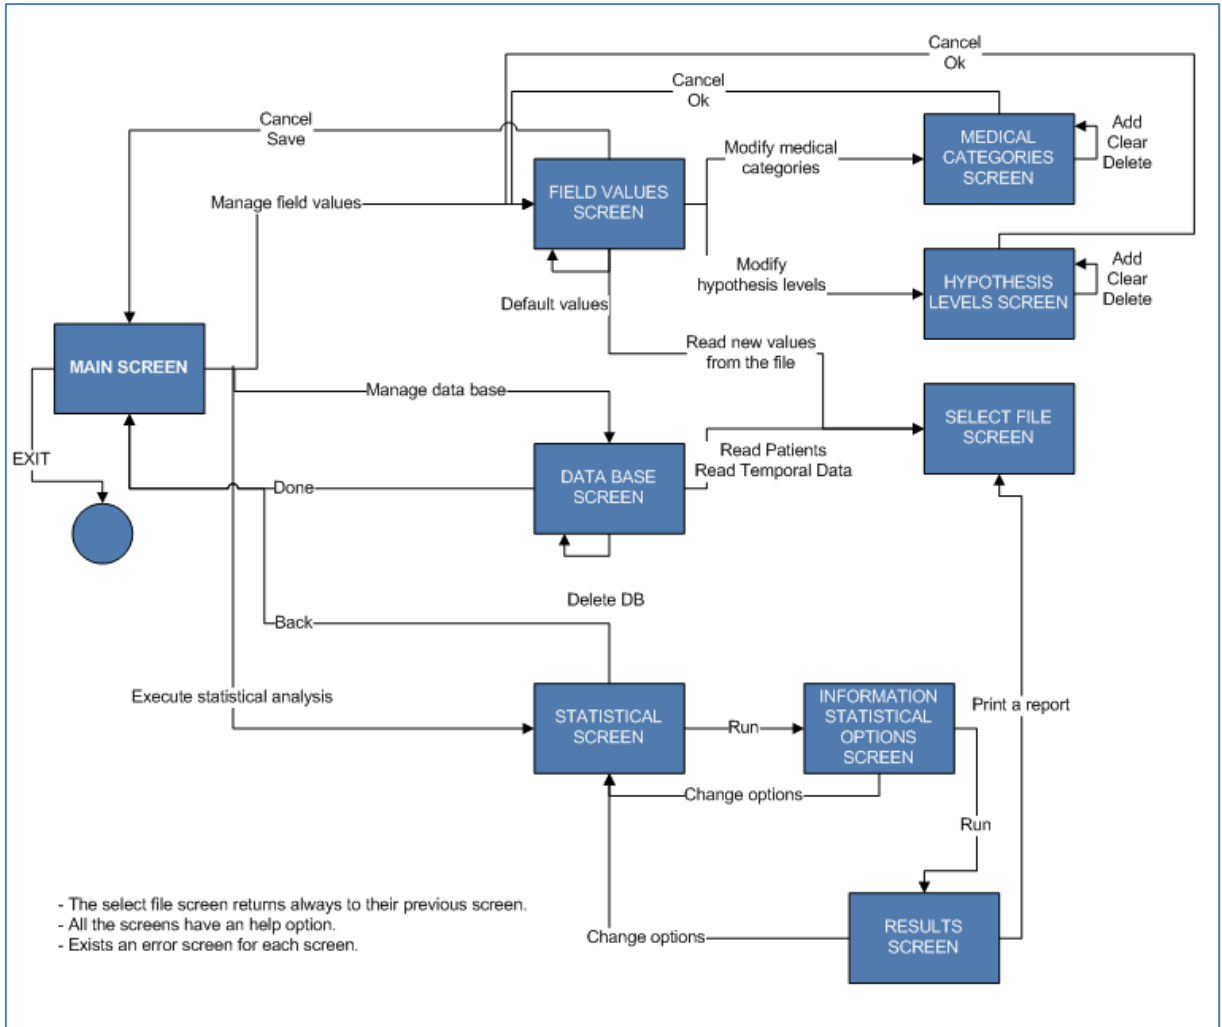 Cancel
Ok
Cancel
Ok
Cancel
Save
MEDICAL
CATEGORIES
SCREEN
Add
Clear
Delete
Modify medical
categories
FIELD VALUES
SCREEN
Manage field values
Modify
hypothesis levels
HYPOTHESIS
LEVELS SCREEN
Add
Clear
Delete
Default values
Read new values
from the file
MAIN SCREEN
Manage data base
SELECT FILE
SCREEN
EXIT
Read Patients
Read Temporal Data
DATA BASE
SCREEN
Done
Delete DB
Back
Execute statistical analysis
STATISTICAL
SCREEN
Run
INFORMATION
STATISTICAL
OPTIONS
SCREEN
Print a report
Change options
Run
- The select file screen returns always to their previous screen.
- All the screens have an help option.
- Exists an error screen for each screen.
Change options
RESULTS
SCREEN